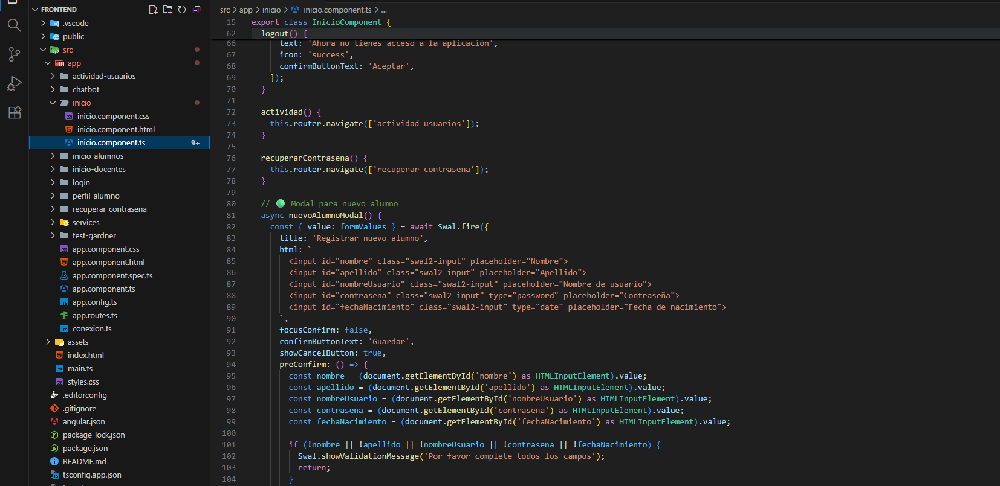 FRONTEND
.vscode
public
src
app
actividad-usuarios
chatbot
inicio
inicio.component.css
inicio.component.html
inicio.component.ts 9+
inicio-alumnos
inicio-docentes
login
perfil-alumno
recuperar-contrasena
services
test-gardner
app.component.css
app.component.html
app.component.spec.ts
app.component.ts
app.config.ts
app.routes.ts
conexion.ts
assets
index.html
main.ts
styles.css
.editorconfig
.gitignore
angular.json
package-lock.json
package.json
README.md
tsconfig.app.json
src > app > inicio > inicio.component.ts > ...
15 export class InicioComponent {
62 logout() {
66 text: 'Ahora no tienes acceso a la aplicación',
67 icon: 'success',
68 confirmButtonText: 'Aceptar',
69 });
70 }
71
72 actividad() {
73 this.router.navigate(['actividad-usuarios']);
74 }
75
76 recuperarContrasena() {
77 this.router.navigate(['recuperar-contrasena']);
78 }
79
80 // 🟢 Modal para nuevo alumno
81 async nuevoAlumnoModal() {
82 const { value: formValues } = await Swal.fire({
83 title: 'Registrar nuevo alumno',
84 html: `
85 <input id="nombre" class="swal2-input" placeholder="Nombre">
86 <input id="apellido" class="swal2-input" placeholder="Apellido">
87 <input id="nombreUsuario" class="swal2-input" placeholder="Nombre de usuario">
88 <input id="contrasena" class="swal2-input" type="password" placeholder="Contraseña">
89 <input id="fechaNacimiento" class="swal2-input" type="date" placeholder="Fecha de nacimiento">
90 `,
91 focusConfirm: false,
92 confirmButtonText: 'Guardar',
93 showCancelButton: true,
94 preConfirm: () => {
95 const nombre = (document.getElementById('nombre') as HTMLInputElement).value;
96 const apellido = (document.getElementById('apellido') as HTMLInputElement).value;
97 const nombreUsuario = (document.getElementById('nombreUsuario') as HTMLInputElement).value;
98 const contrasena = (document.getElementById('contrasena') as HTMLInputElement).value;
99 const fechaNacimiento = (document.getElementById('fechaNacimiento') as HTMLInputElement).value;
100
101 if (!nombre || !apellido || !nombreUsuario || !contrasena || !fechaNacimiento) {
102 Swal.showValidationMessage('Por favor complete todos los campos');
103 return;
104 }